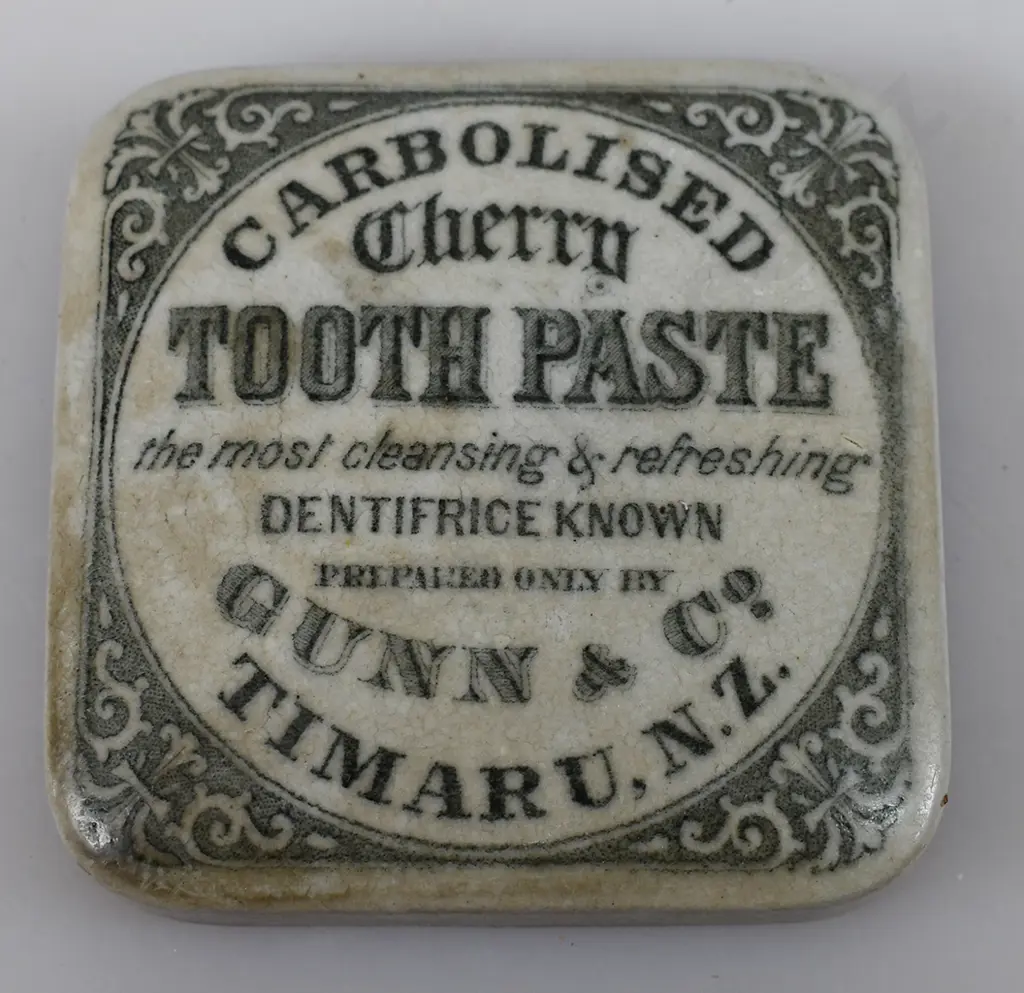 CARBOLISED
Cherry
TOOTH PASTE
the most cleansing & refreshing
DENTIFRICE KNOWN
PREPARED ONLY BY
GUNN & Co.
TIMARU, N.Z.